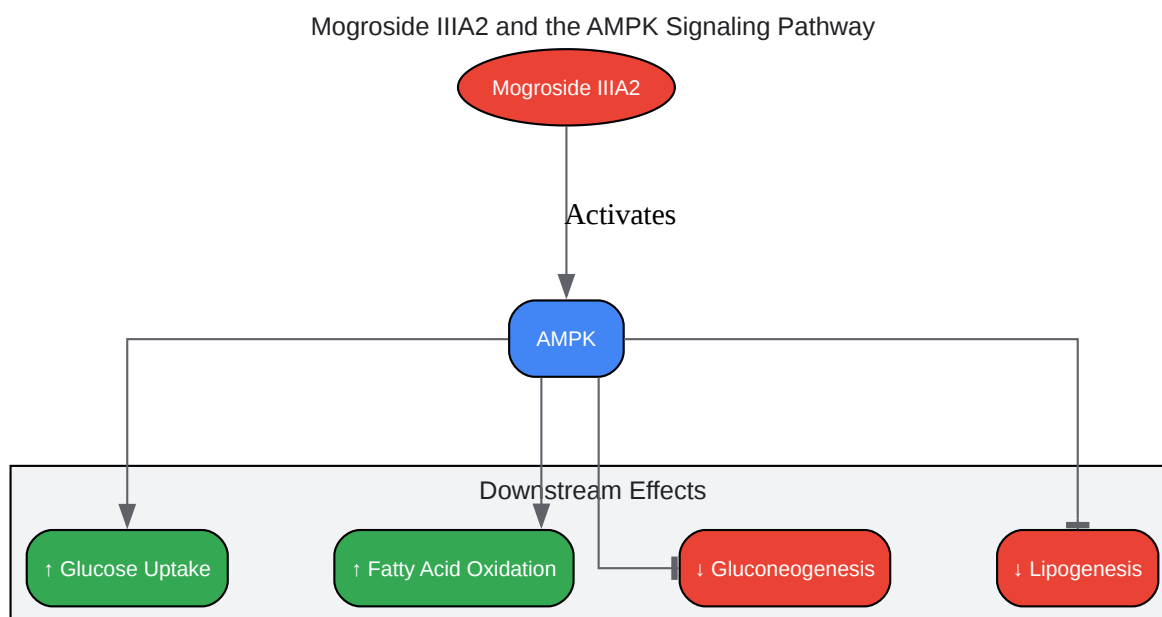 Mogroside IIIA2 and the AMPK Signaling Pathway
Mogroside IIIA2
Activates
AMPK
Downstream Effects
↑ Glucose Uptake
↑ Fatty Acid Oxidation
↓ Gluconeogenesis
↓ Lipogenesis